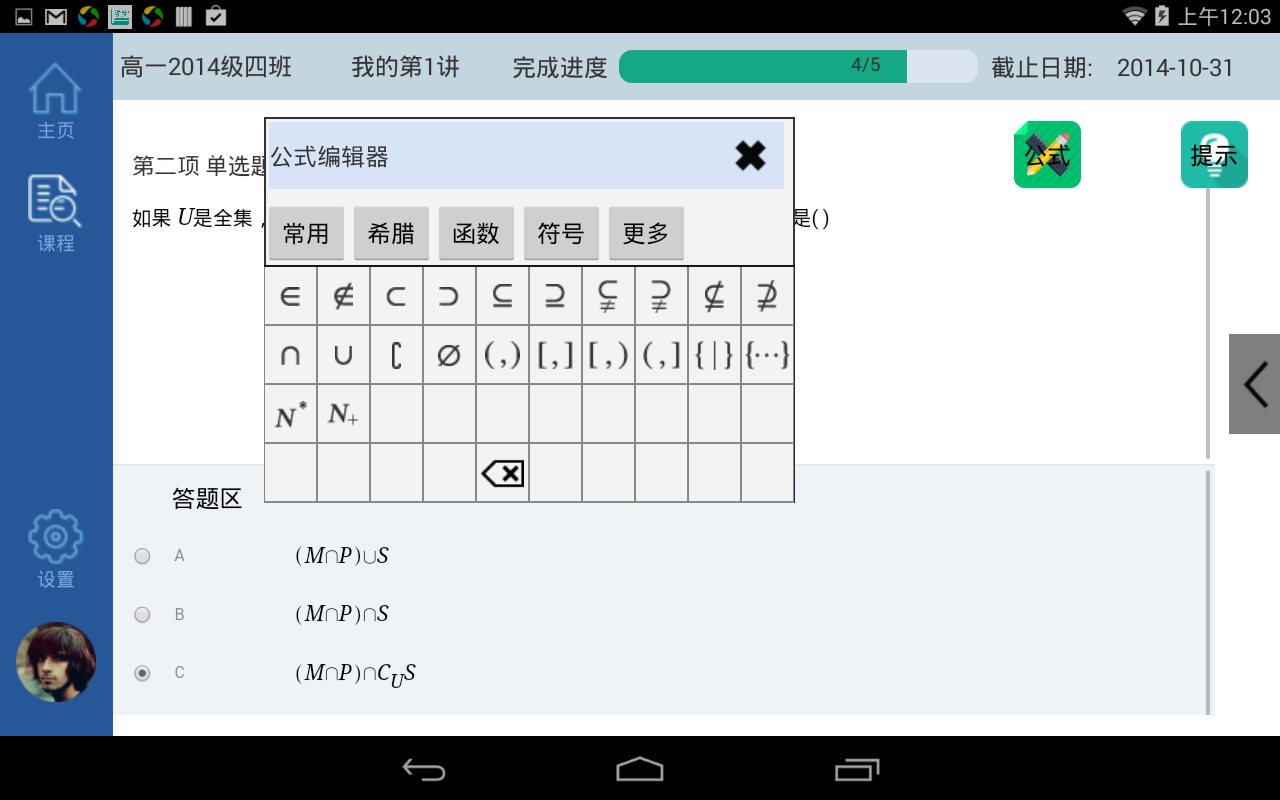 上午12:03
高一2014级四班 我的第1讲 完成进度 4/5 截止日期: 2014-10-31
主页
课程
设置
第二项 单选题
公式编辑器
公式
提示
如果 U是全集，
是( )
常用 希腊 函数 符号 更多
∈ ∉ ⊂ ⊃ ⊆ ⊇ ⊊ ⊋ ⊈ ⊉
∩ ∪ ∁ ∅ (,) [,] [,) (,] {|} {⋯}
N* N₊
答题区
A (M∩P)∪S
B (M∩P)∩S
C (M∩P)∩C_U S